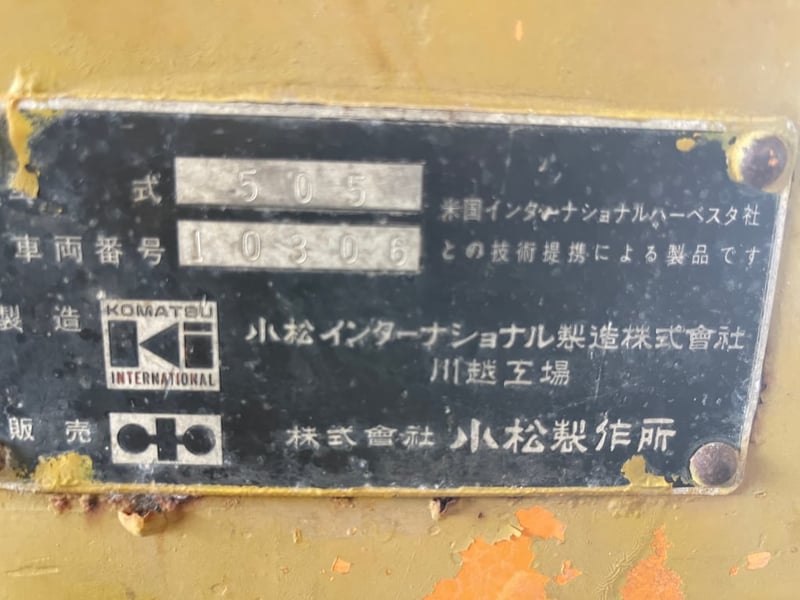 型式 505
車両番号 10306
米国インターナショナルハーベスタ社
との技術提携による製品です
製造 KOMATSU
INTERNATIONAL
小松インターナショナル製造株式會社
川越工場
販売 株式會社 小松製作所